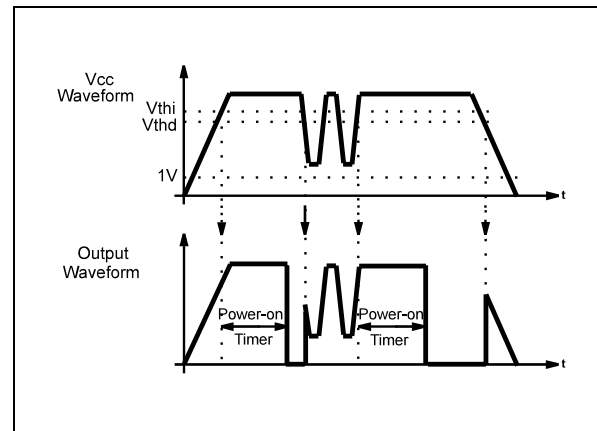 Vcc
Waveform
Vthi
Vthd
1V
t
Output
Waveform
Power-on
Timer
Power-on
Timer
t